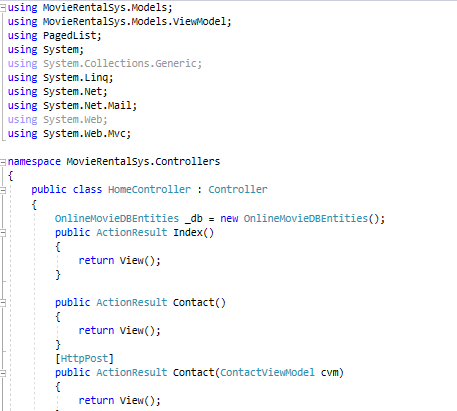 using MovieRentalSys.Models;
using MovieRentalSys.Models.ViewModel;
using PagedList;
using System;
using System.Collections.Generic;
using System.Linq;
using System.Net;
using System.Net.Mail;
using System.Web;
using System.Web.Mvc;
namespace MovieRentalSys.Controllers
{
public class HomeController : Controller
{
OnlineMovieDBEntities _db = new OnlineMovieDBEntities();
public ActionResult Index()
{
return View();
}
public ActionResult Contact()
{
return View();
}
[HttpPost]
public ActionResult Contact(ContactViewModel cvm)
{
return View();